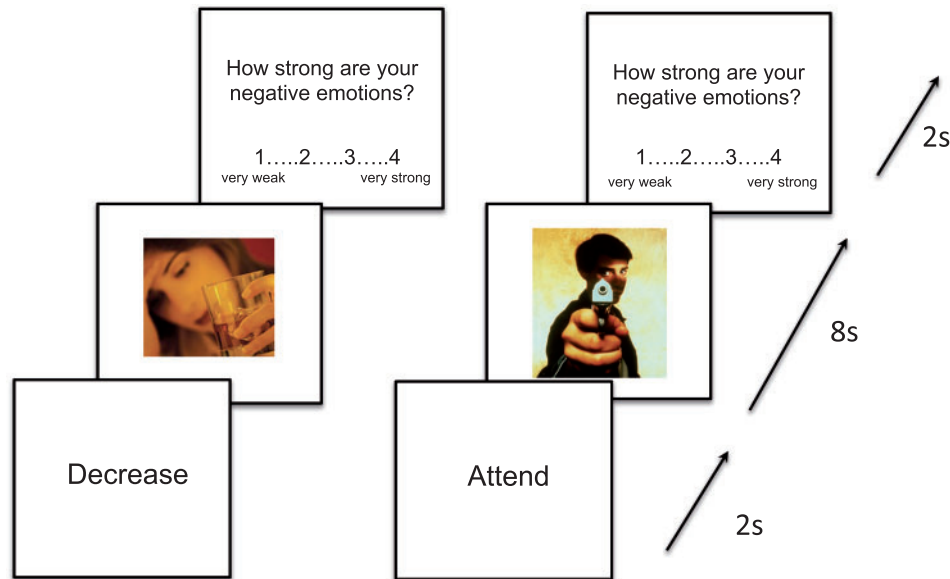 How strong are your
negative emotions?
1…..2…..3…..4
very weak
very strong
How strong are your
negative emotions?
1…..2…..3…..4
very weak
very strong
2s
8s
Decrease
Attend
2s